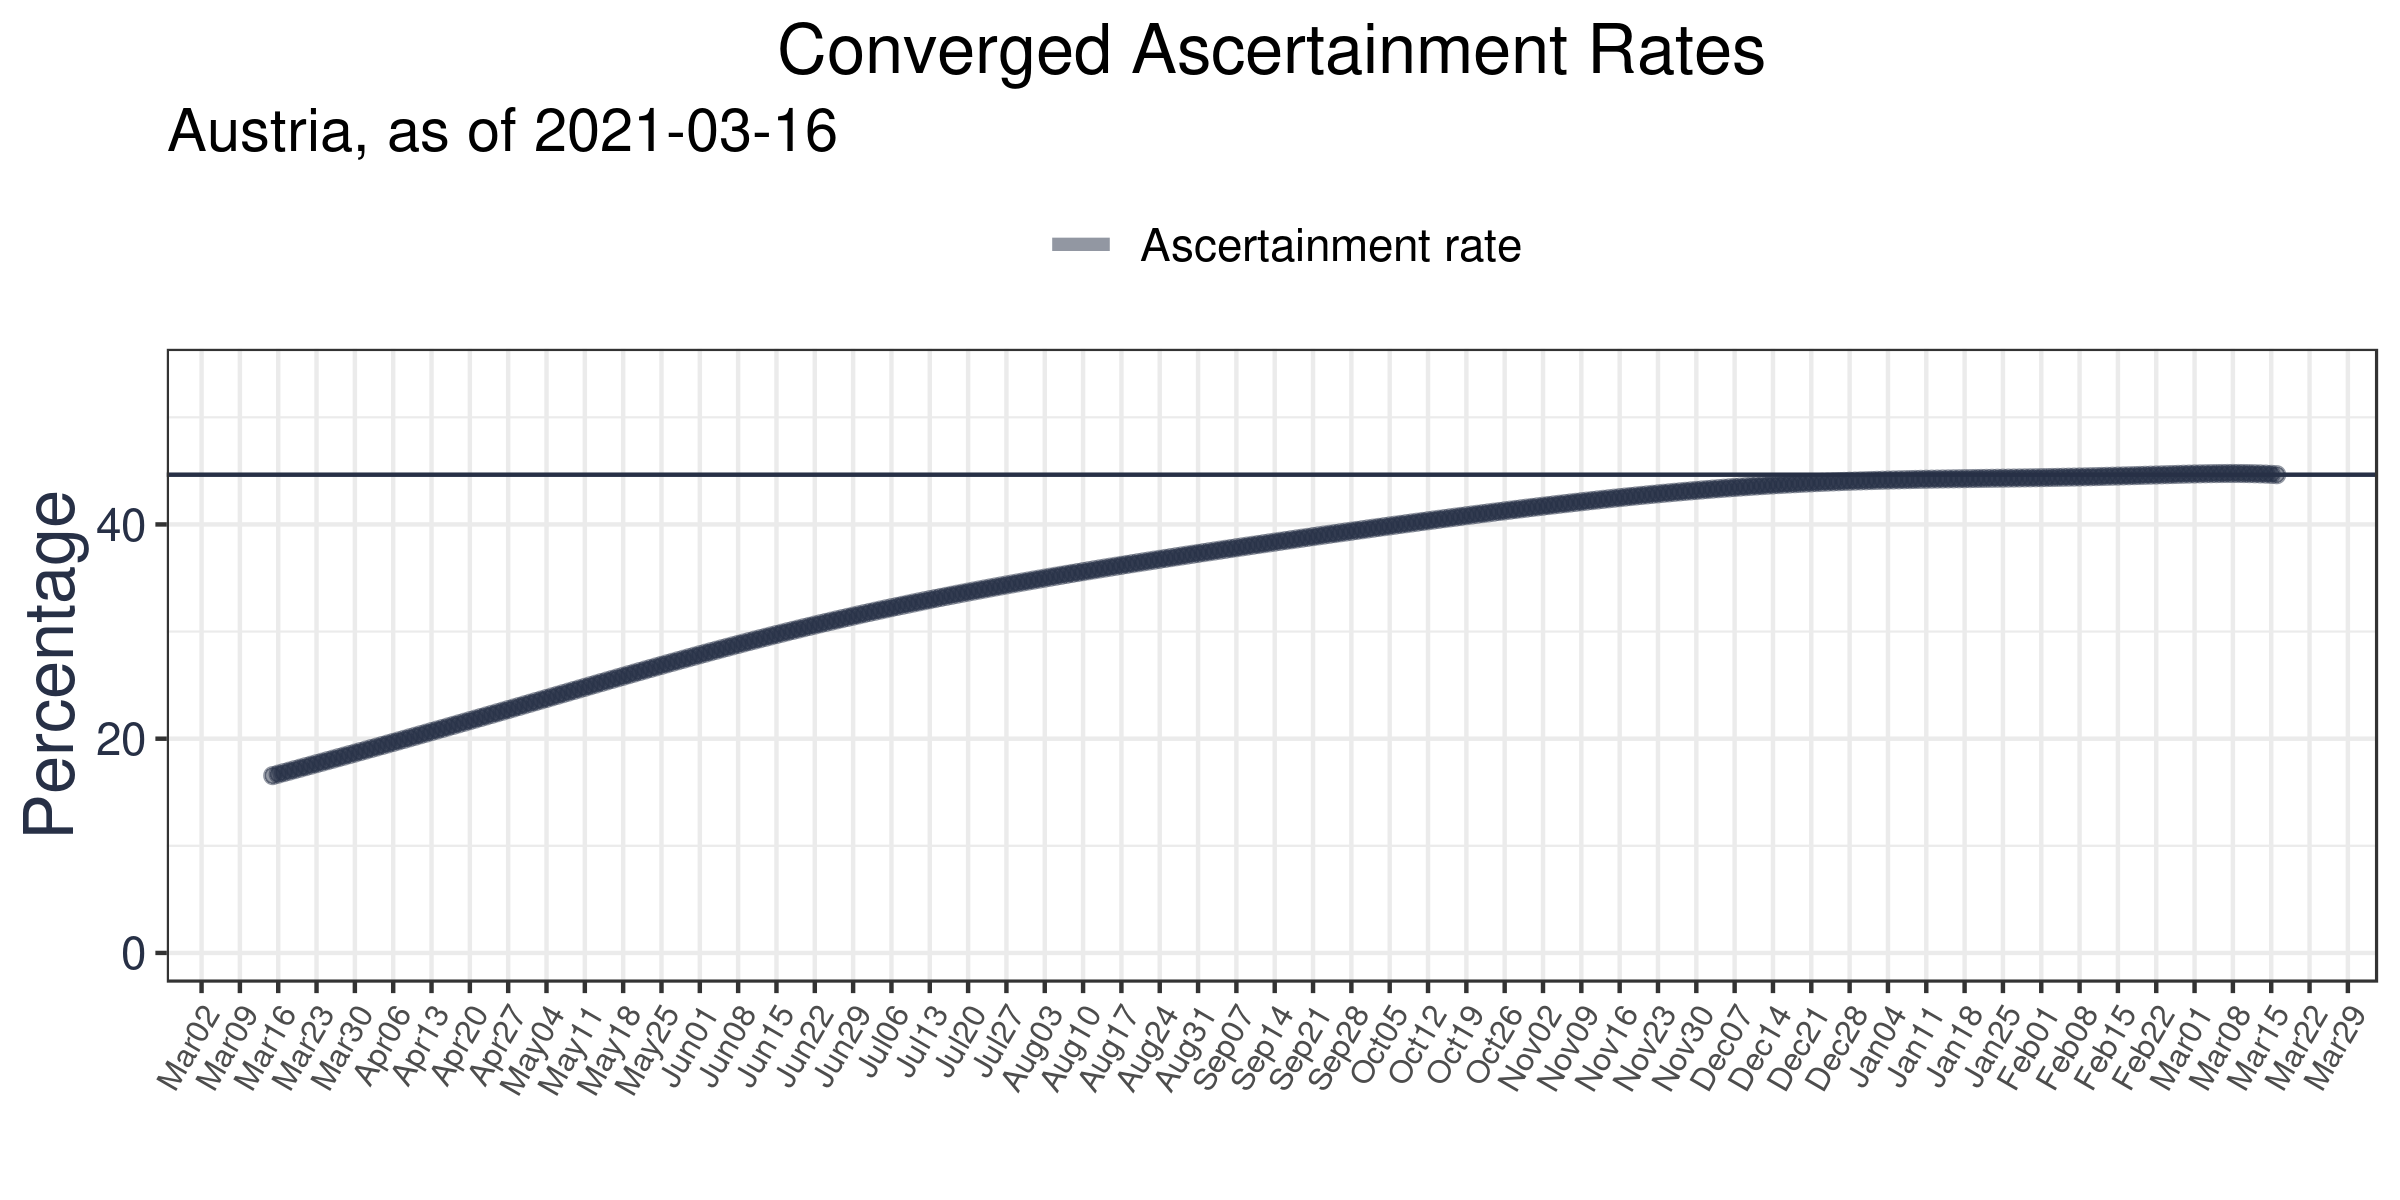 Converged Ascertainment Rates
Austria, as of 2021-03-16
Ascertainment rate
Percentage
40
20
0
Mar02 Mar09 Mar16 Mar23 Mar30 Apr06 Apr13 Apr20 Apr27 May04 May11 May18 May25 Jun01 Jun08 Jun15 Jun22 Jun29 Jul06 Jul13 Jul20 Jul27 Aug03 Aug10 Aug17 Aug24 Aug31 Sep07 Sep14 Sep21 Sep28 Oct05 Oct12 Oct19 Oct26 Nov02 Nov09 Nov16 Nov23 Nov30 Dec07 Dec14 Dec21 Dec28 Jan04 Jan11 Jan18 Jan25 Feb01 Feb08 Feb15 Feb22 Mar01 Mar08 Mar15 Mar22 Mar29